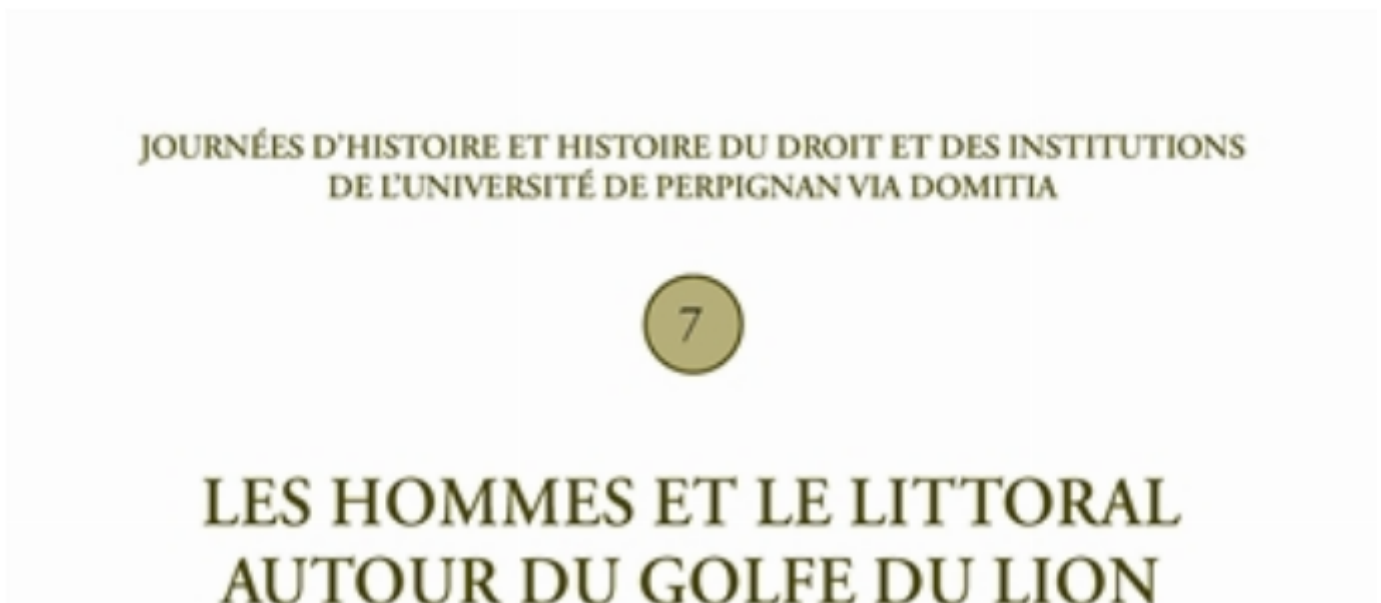 JOURNÉES D'HISTOIRE ET HISTOIRE DU DROIT ET DES INSTITUTIONS
DE L'UNIVERSITÉ DE PERPIGNAN VIA DOMITIA
7
LES HOMMES ET LE LITTORAL
AUTOUR DU GOLFE DU LION